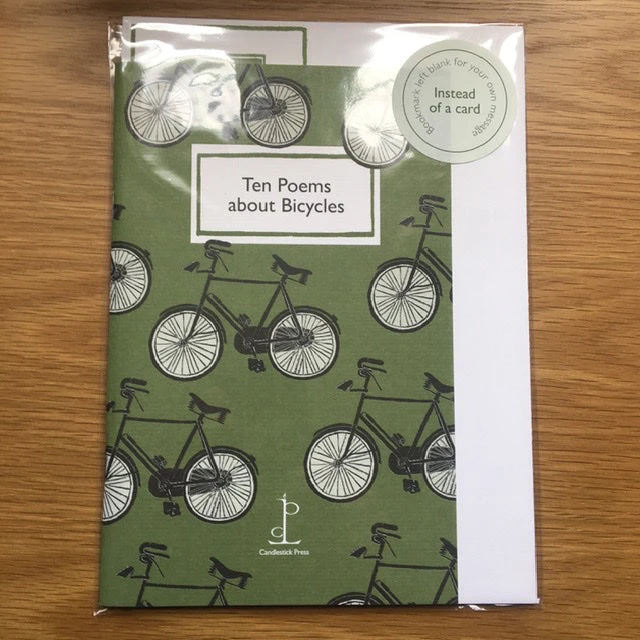 Bookmark left blank for your own message
Instead
of a card
Ten Poems
about Bicycles
Candlestick Press